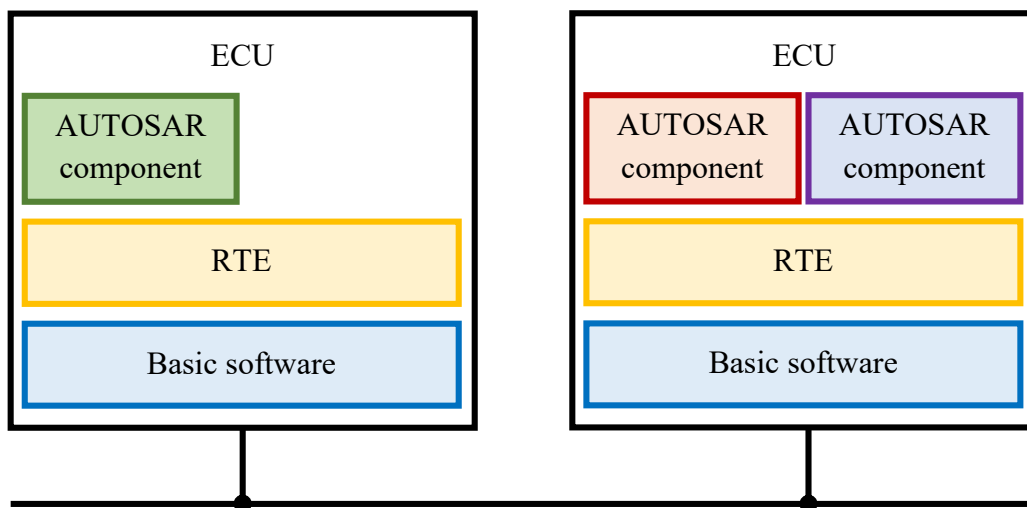 ECU
AUTOSAR
component
RTE
Basic software
ECU
AUTOSAR
component
AUTOSAR
component
RTE
Basic software